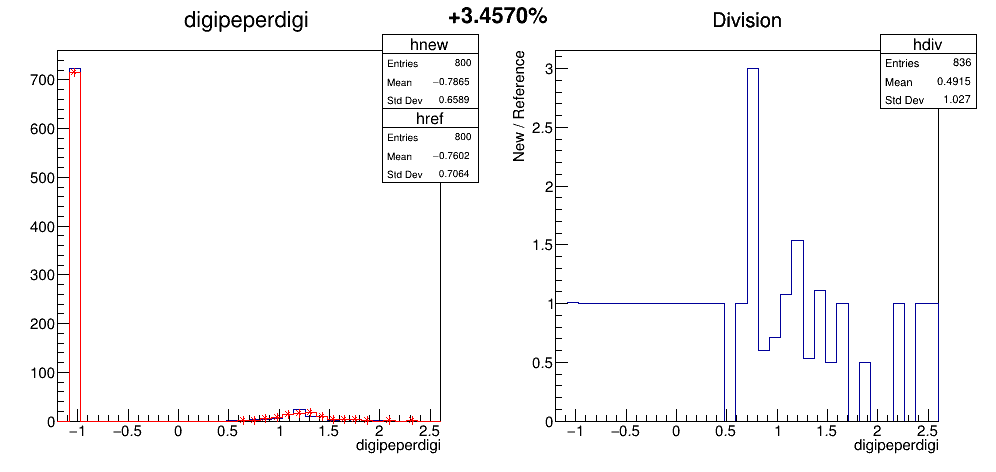 +3.4570%
digipeperdigi
hnew
Entries 800
Mean −0.7865
Std Dev 0.6589
href
Entries 800
Mean −0.7602
Std Dev 0.7064
700
600
500
400
300
200
100
0
−1 −0.5 0 0.5 1 1.5 2 2.5
digipeperdigi
Division
hdiv
Entries 836
Mean 0.4915
Std Dev 1.027
New / Reference
3
2.5
2
1.5
1
0.5
0
−1 −0.5 0 0.5 1 1.5 2 2.5
digipeperdigi